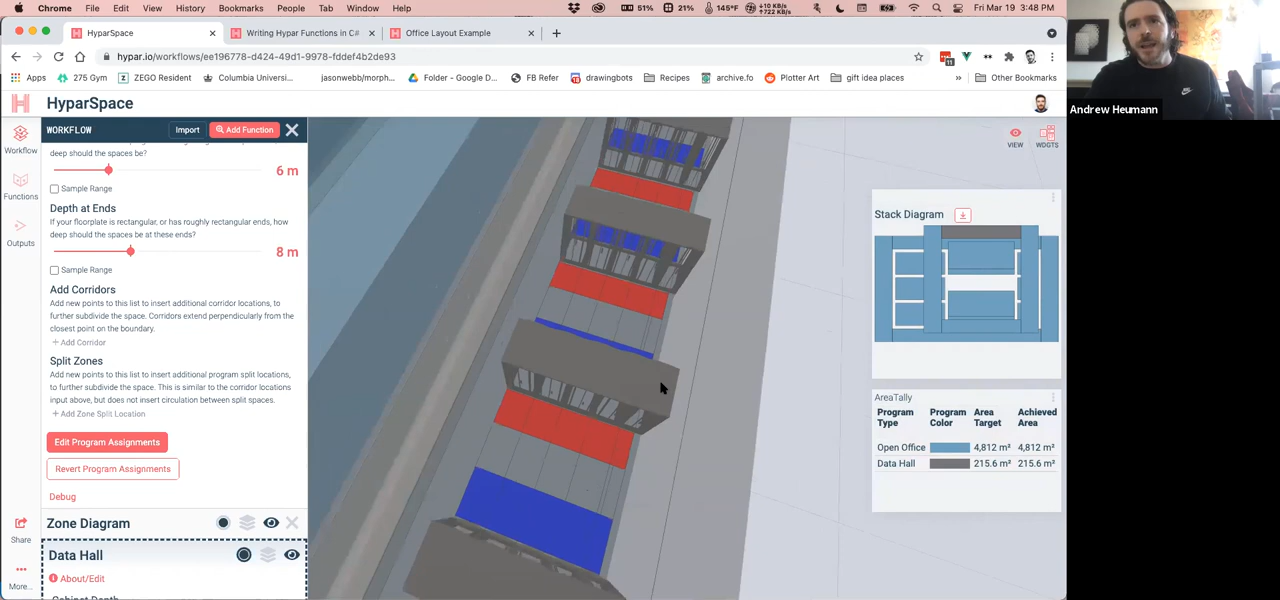 Chrome File Edit View History Bookmarks People Tab Window Help 51% 21% 145°F ↓10 KB/s ↑722 KB/s Fri Mar 19 3:48 PM
HyparSpace Writing Hypar Functions in C# Office Layout Example
hypar.io/workflows/ee196778-d424-49d1-9978-fddef4b2de93
Apps 275 Gym ZEGO Resident Columbia Universi... jasonwebb/morph... Folder - Google D... FB Refer drawingbots Recipes archive.fo Plotter Art gift idea places » Other Bookmarks
Andrew Heumann
HyparSpace
WORKFLOW Import Add Function
Workflow
Functions
Outputs
Share
More...
deep should the spaces be?
6 m
Sample Range
Depth at Ends
If your floorplate is rectangular, or has roughly rectangular ends, how
deep should the spaces be at these ends?
8 m
Sample Range
Add Corridors
Add new points to this list to insert additional corridor locations, to
further subdivide the space. Corridors extend perpendicularly from the
closest point on the boundary.
+ Add Corridor
Split Zones
Add new points to this list to insert additional program split locations,
to further subdivide the space. This is similar to the corridor locations
input above, but does not insert circulation between split spaces.
+ Add Zone Split Location
Edit Program Assignments
Revert Program Assignments
Debug
Zone Diagram
Data Hall
About/Edit
Cabinet Depth
VIEW WDGTS
Stack Diagram
AreaTally
Program Type Program Color Area Target Achieved Area
Open Office 4,812 m² 4,812 m²
Data Hall 215.6 m² 215.6 m²